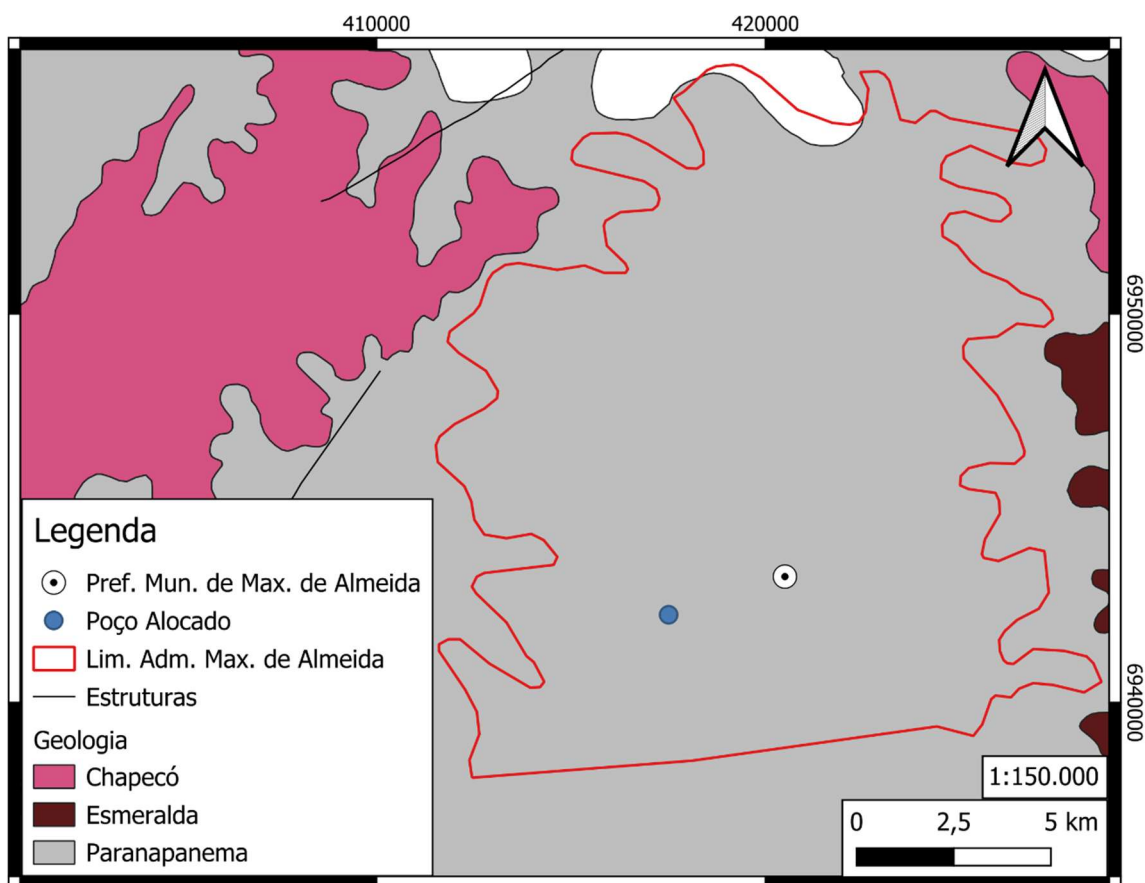 410000
420000
6950000
6940000
Legenda
Pref. Mun. de Max. de Almeida
Poço Alocado
Lim. Adm. Max. de Almeida
Estruturas
Geologia
Chapecó
Esmeralda
Paranapanema
1:150.000
0 2,5 5 km